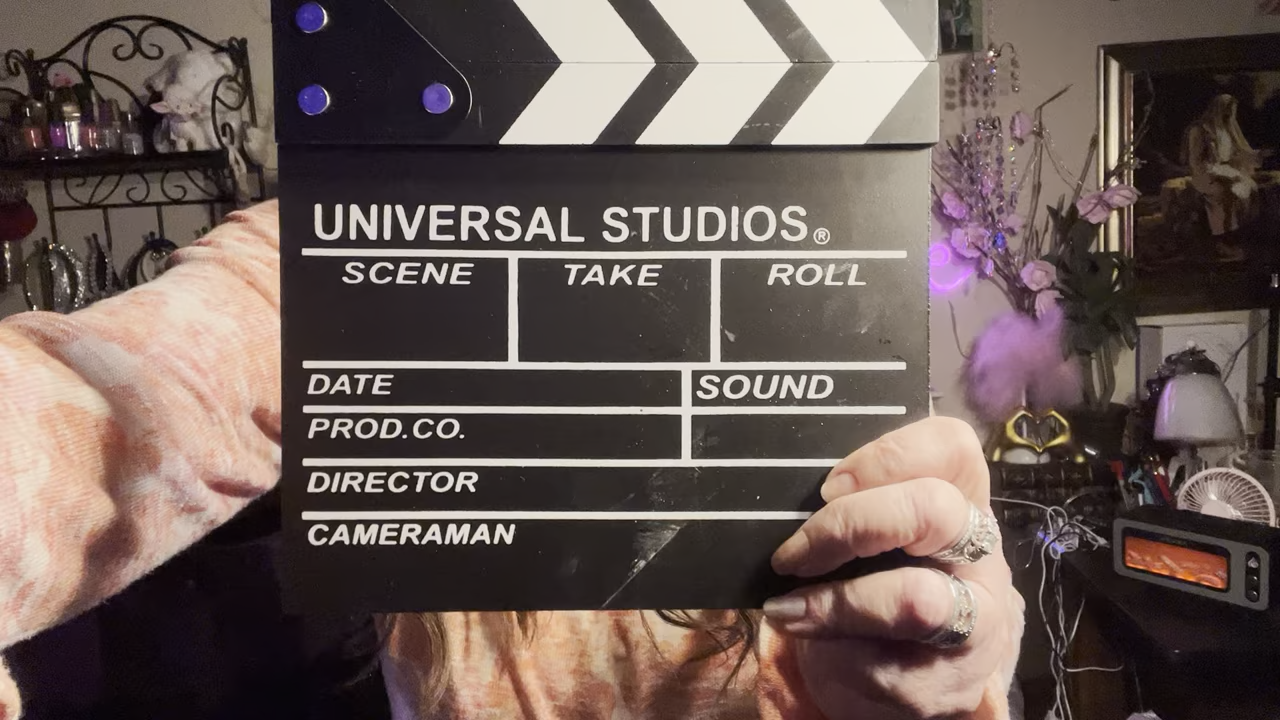 UNIVERSAL STUDIOS®
SCENE TAKE ROLL
DATE SOUND
PROD.CO.
DIRECTOR
CAMERAMAN